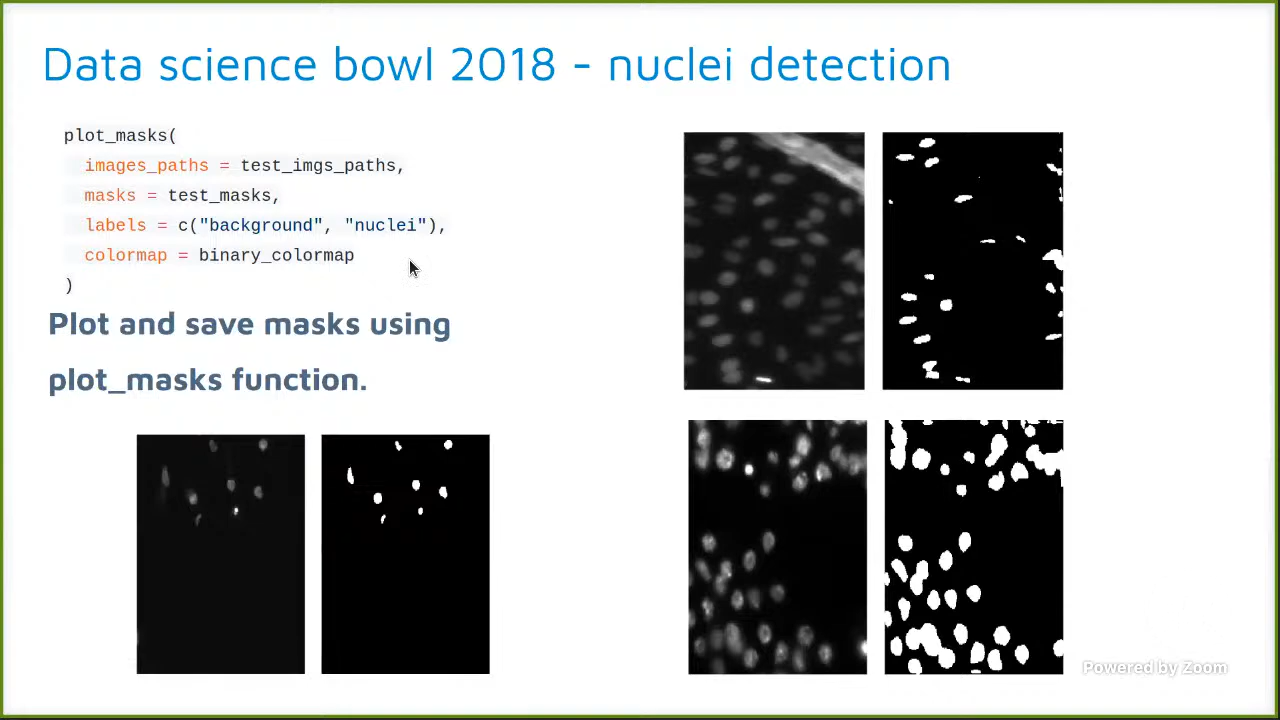 Data science bowl 2018 - nuclei detection
plot_masks(
images_paths = test_imgs_paths,
masks = test_masks,
labels = c("background", "nuclei"),
colormap = binary_colormap
)
Plot and save masks using
plot_masks function.
Powered by Zoom